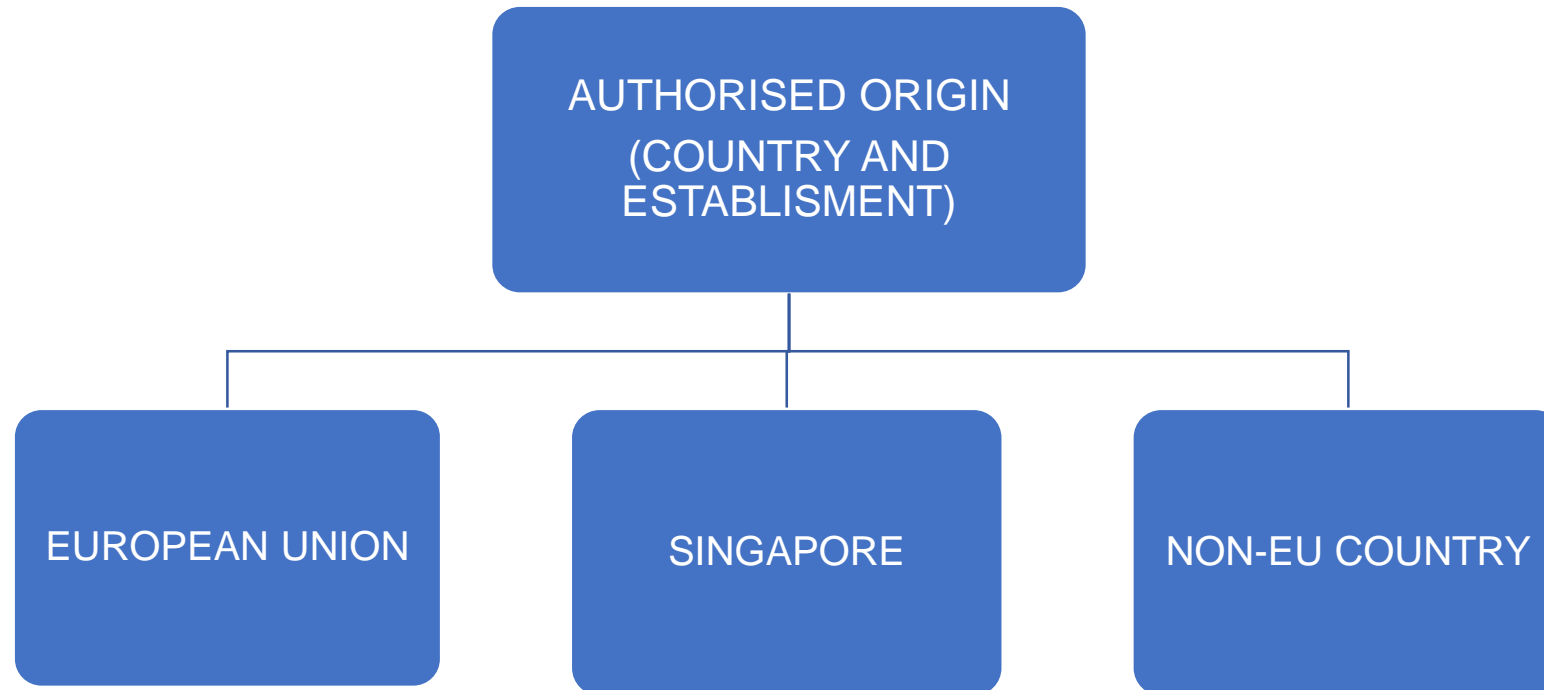 AUTHORISED ORIGIN
(COUNTRY AND
ESTABLISMENT)
EUROPEAN UNION
SINGAPORE
NON-EU COUNTRY